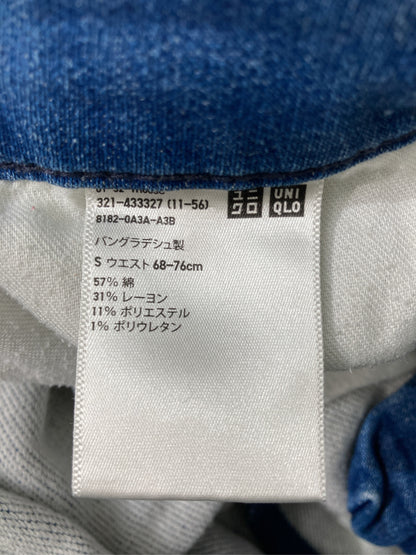 321-433327 (11-56)
8182-0A3A-A3B
ユニクロ
UNIQLO
バングラデシュ製
S ウエスト 68-76cm
57% 綿
31% レーヨン
11% ポリエステル
1% ポリウレタン